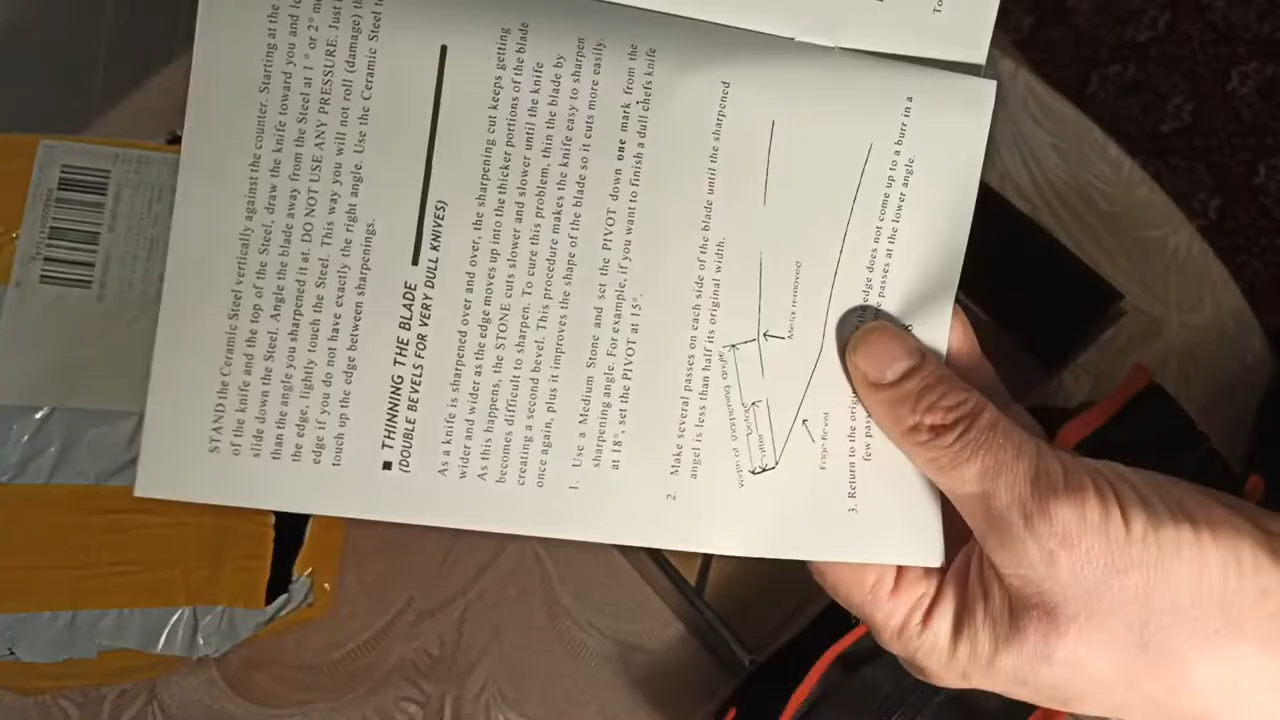 STAND the Ceramic Steel vertically against the counter. Starting at the
of the knife and the top of the Steel, draw the knife toward you and
slide down the Steel. Angle the blade away from the Steel at 1° or 2°
than the angle you sharpened it at. DO NOT USE ANY PRESSURE. Just
the edge, lightly touch the Steel. This way you will not roll (damage)
edge if you do not have exactly the right angle. Use the Ceramic Steel
touch up the edge between sharpenings.
■ THINNING THE BLADE
(DOUBLE BEVELS FOR VERY DULL KNIVES)
As a knife is sharpened over and over, the sharpening cut keeps getting
wider and wider as the edge moves up into the thicker portions of the blade
As this happens, the STONE cuts slower and slower until the knife
becomes difficult to sharpen. To cure this problem, thin the blade by
creating a second bevel. This procedure makes the knife easy to sharpen
once again, plus it improves the shape of the blade so it cuts more easily.
1. Use a Medium Stone and set the PIVOT down one mark from the
sharpening angle. For example, if you want to finish a dull chefs knife
at 18°, set the PIVOT at 15°.
2. Make several passes on each side of the blade until the sharpened
angel is less than half its original width.
Width of sharpening angle
before
after
Metal removed
Edge Bevel
3. Return to the edge does not come up to a burr in a
few passes at the lower angle.
To